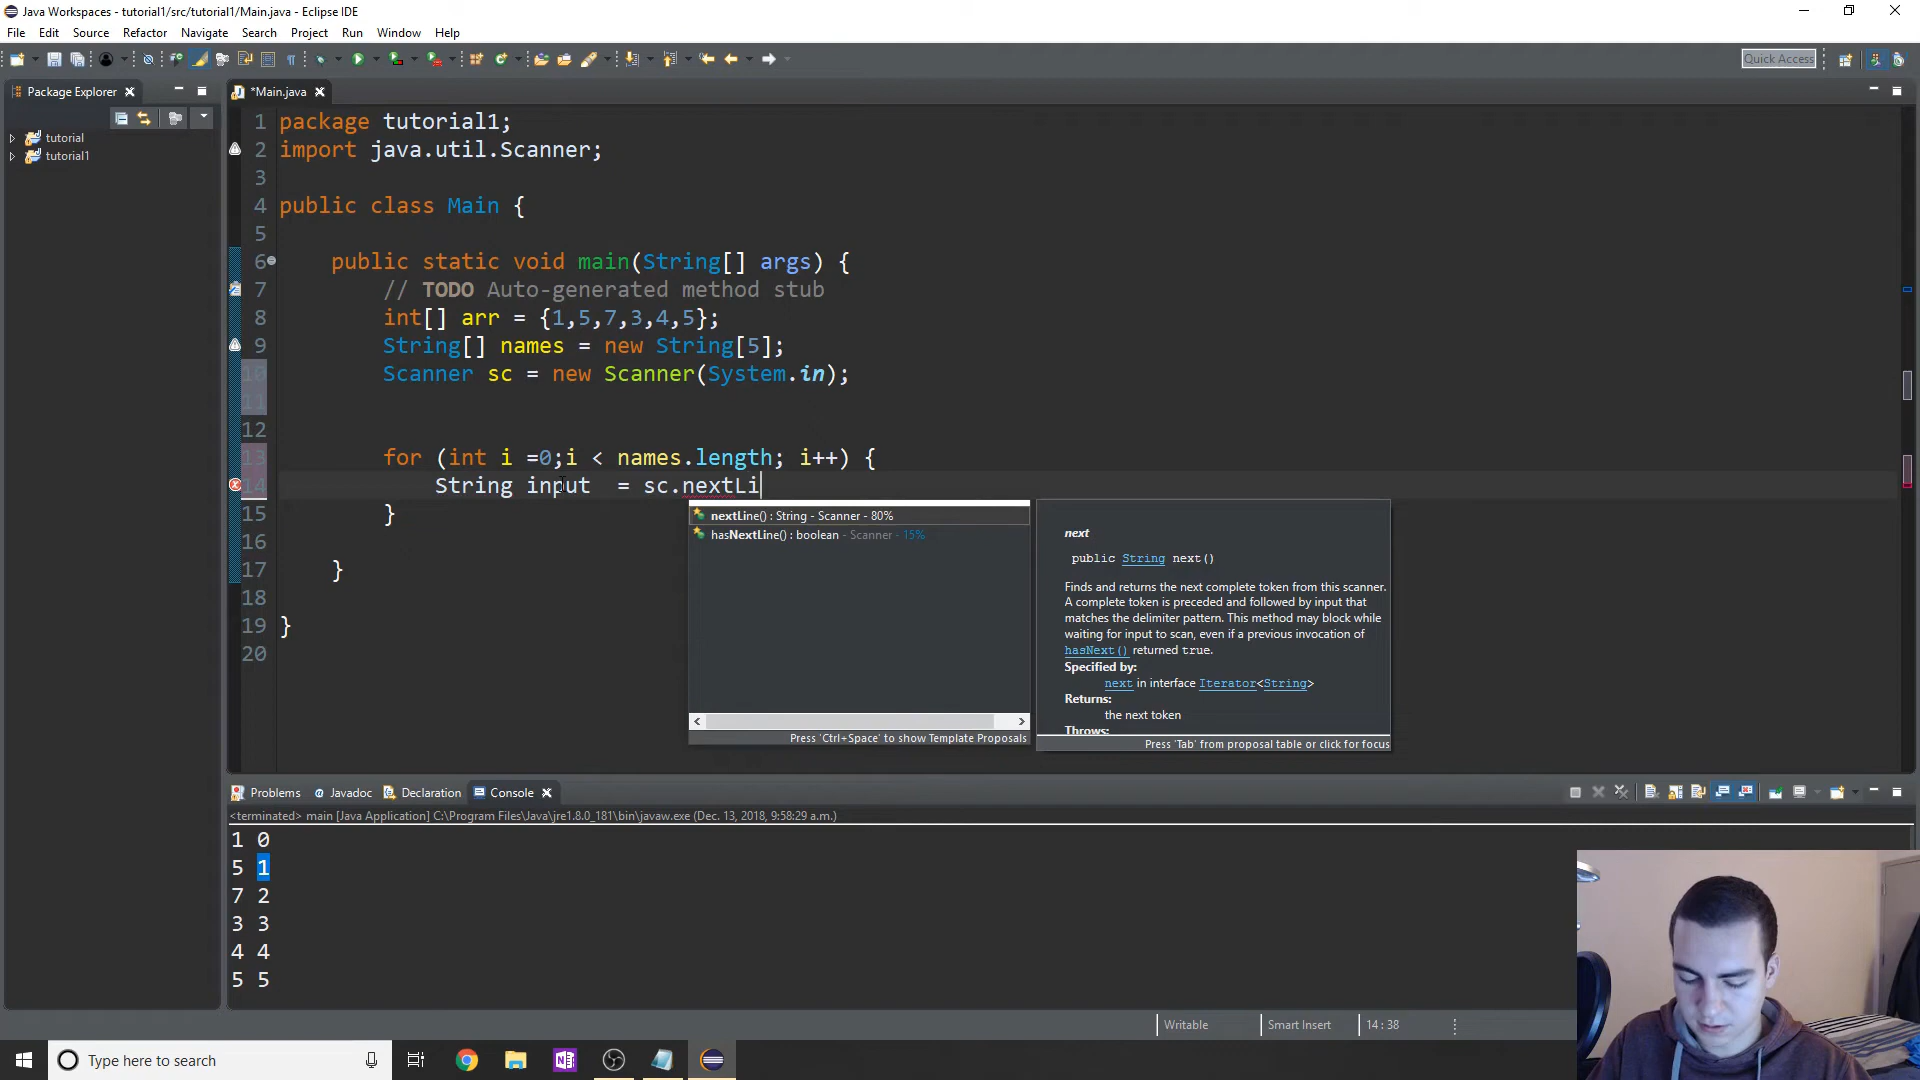 Java Workspaces - tutorial1/src/tutorial1/Main.java - Eclipse IDE
File Edit Source Refactor Navigate Search Project Run Window Help
Quick Access
Package Explorer
*Main.java
tutorial
tutorial1
1 package tutorial1;
2 import java.util.Scanner;
3
4 public class Main {
5
6 public static void main(String[] args) {
7 // TODO Auto-generated method stub
8 int[] arr = {1,5,7,3,4,5};
9 String[] names = new String[5];
10 Scanner sc = new Scanner(System.in);
11
12
13 for (int i =0;i < names.length; i++) {
14 String input  = sc.nextLi
15 }
16
17 }
18
19 }
20
nextLine() : String - Scanner - 80%
hasNextLine() : boolean - Scanner - 15%
Press 'Ctrl+Space' to show Template Proposals
next
public String next()
Finds and returns the next complete token from this scanner.
A complete token is preceded and followed by input that
matches the delimiter pattern. This method may block while
waiting for input to scan, even if a previous invocation of
hasNext() returned true.
Specified by:
next in interface Iterator<String>
Returns:
the next token
Throws:
Press 'Tab' from proposal table or click for focus
Problems Javadoc Declaration Console
<terminated> main [Java Application] C:\Program Files\Java\jre1.8.0_181\bin\javaw.exe (Dec. 13, 2018, 9:58:29 a.m.)
1 0
5 1
7 2
3 3
4 4
5 5
Writable Smart Insert 14 : 38
Type here to search